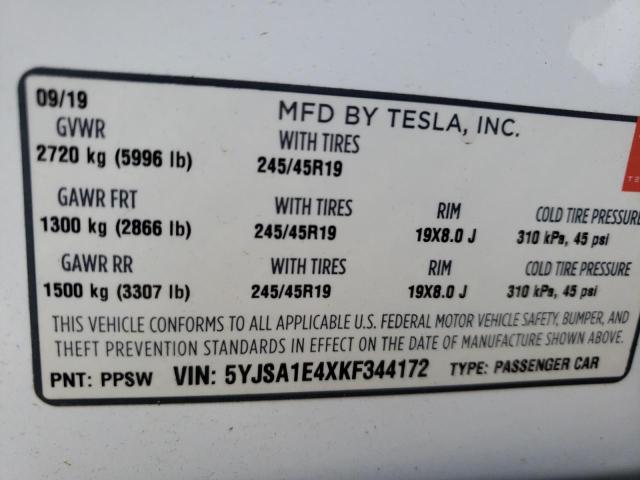 09/19
MFD BY TESLA, INC.
GVWR WITH TIRES
2720 kg (5996 lb) 245/45R19
GAWR FRT WITH TIRES RIM COLD TIRE PRESSURE
1300 kg (2866 lb) 245/45R19 19X8.0 J 310 kPa, 45 psi
GAWR RR WITH TIRES RIM COLD TIRE PRESSURE
1500 kg (3307 lb) 245/45R19 19X8.0 J 310 kPa, 45 psi
THIS VEHICLE CONFORMS TO ALL APPLICABLE U.S. FEDERAL MOTOR VEHICLE SAFETY, BUMPER, AND
THEFT PREVENTION STANDARDS IN EFFECT ON THE DATE OF MANUFACTURE SHOWN ABOVE.
PNT: PPSW VIN: 5YJSA1E4XKF344172 TYPE: PASSENGER CAR